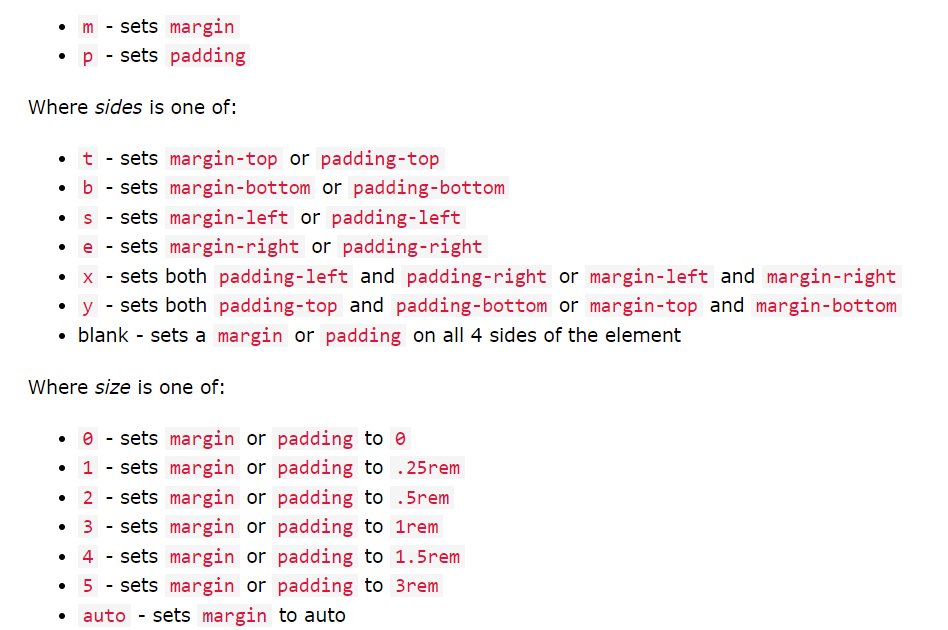 • m - sets margin
• p - sets padding
Where sides is one of:
• t - sets margin-top or padding-top
• b - sets margin-bottom or padding-bottom
• s - sets margin-left or padding-left
• e - sets margin-right or padding-right
• x - sets both padding-left and padding-right or margin-left and margin-right
• y - sets both padding-top and padding-bottom or margin-top and margin-bottom
• blank - sets a margin or padding on all 4 sides of the element
Where size is one of:
• 0 - sets margin or padding to 0
• 1 - sets margin or padding to .25rem
• 2 - sets margin or padding to .5rem
• 3 - sets margin or padding to 1rem
• 4 - sets margin or padding to 1.5rem
• 5 - sets margin or padding to 3rem
• auto - sets margin to auto